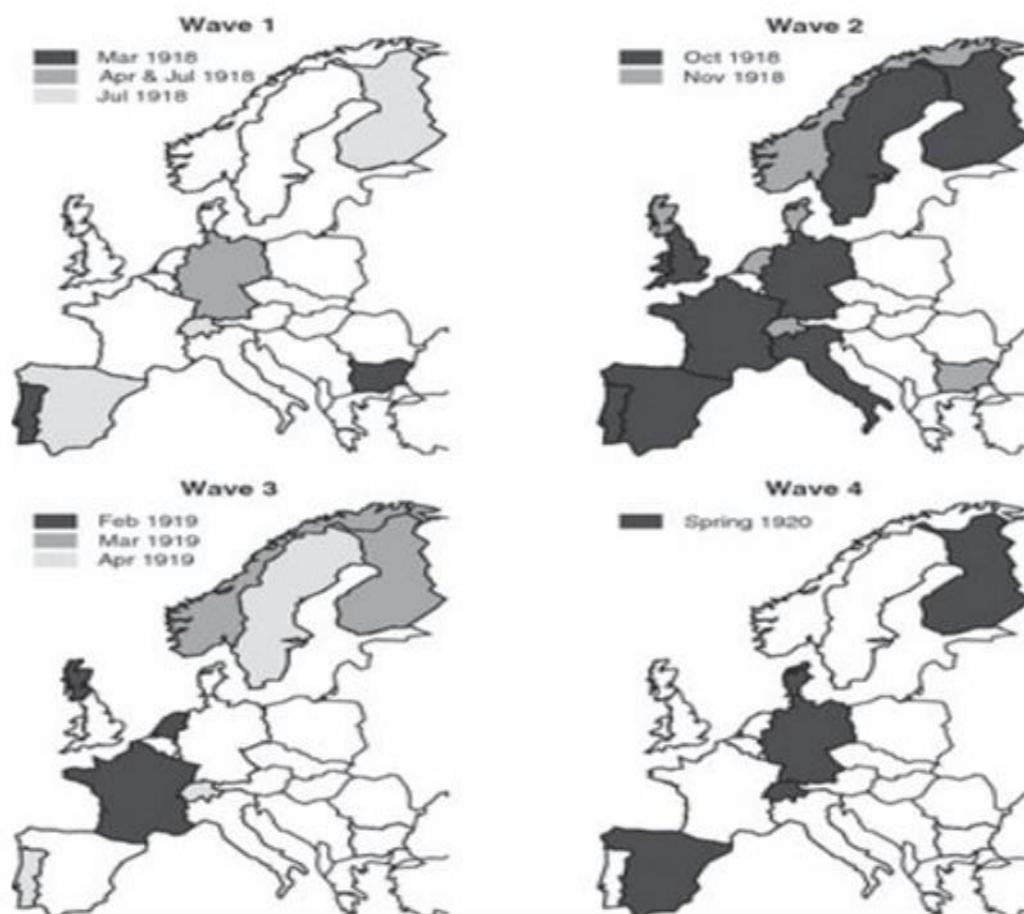 Wave 1
Mar 1918
Apr & Jul 1918
Jul 1918
Wave 2
Oct 1918
Nov 1918
Wave 3
Feb 1919
Mar 1919
Apr 1919
Wave 4
Spring 1920